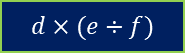 d × (e ÷ f)